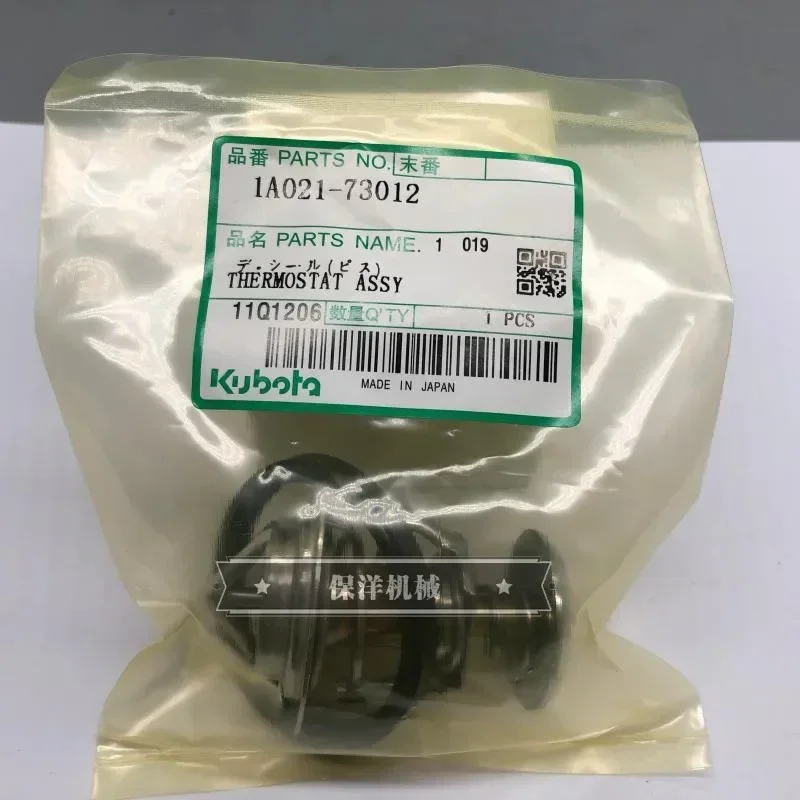 品番 PARTS NO. 末番
1A021-73012
品名 PARTS NAME. 1 019
デ.シール(ピス)
THERMOSTAT ASSY
11Q1206 数量Q'TY 1 PCS
Kubota MADE IN JAPAN
保洋机械